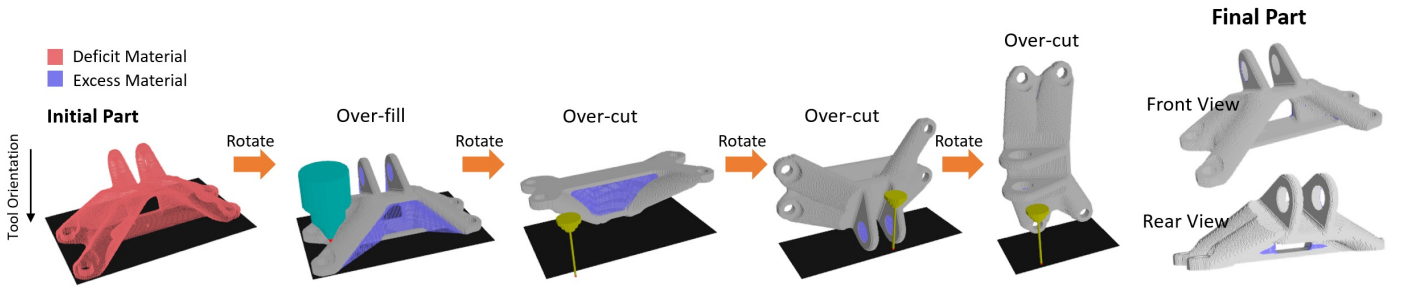 Deficit Material
Excess Material
Tool Orientation
Initial Part
Rotate
Over-fill
Rotate
Over-cut
Rotate
Over-cut
Rotate
Over-cut
Final Part
Front View
Rear View